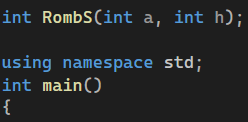 int RombS(int a, int h);
using namespace std;
int main()
{